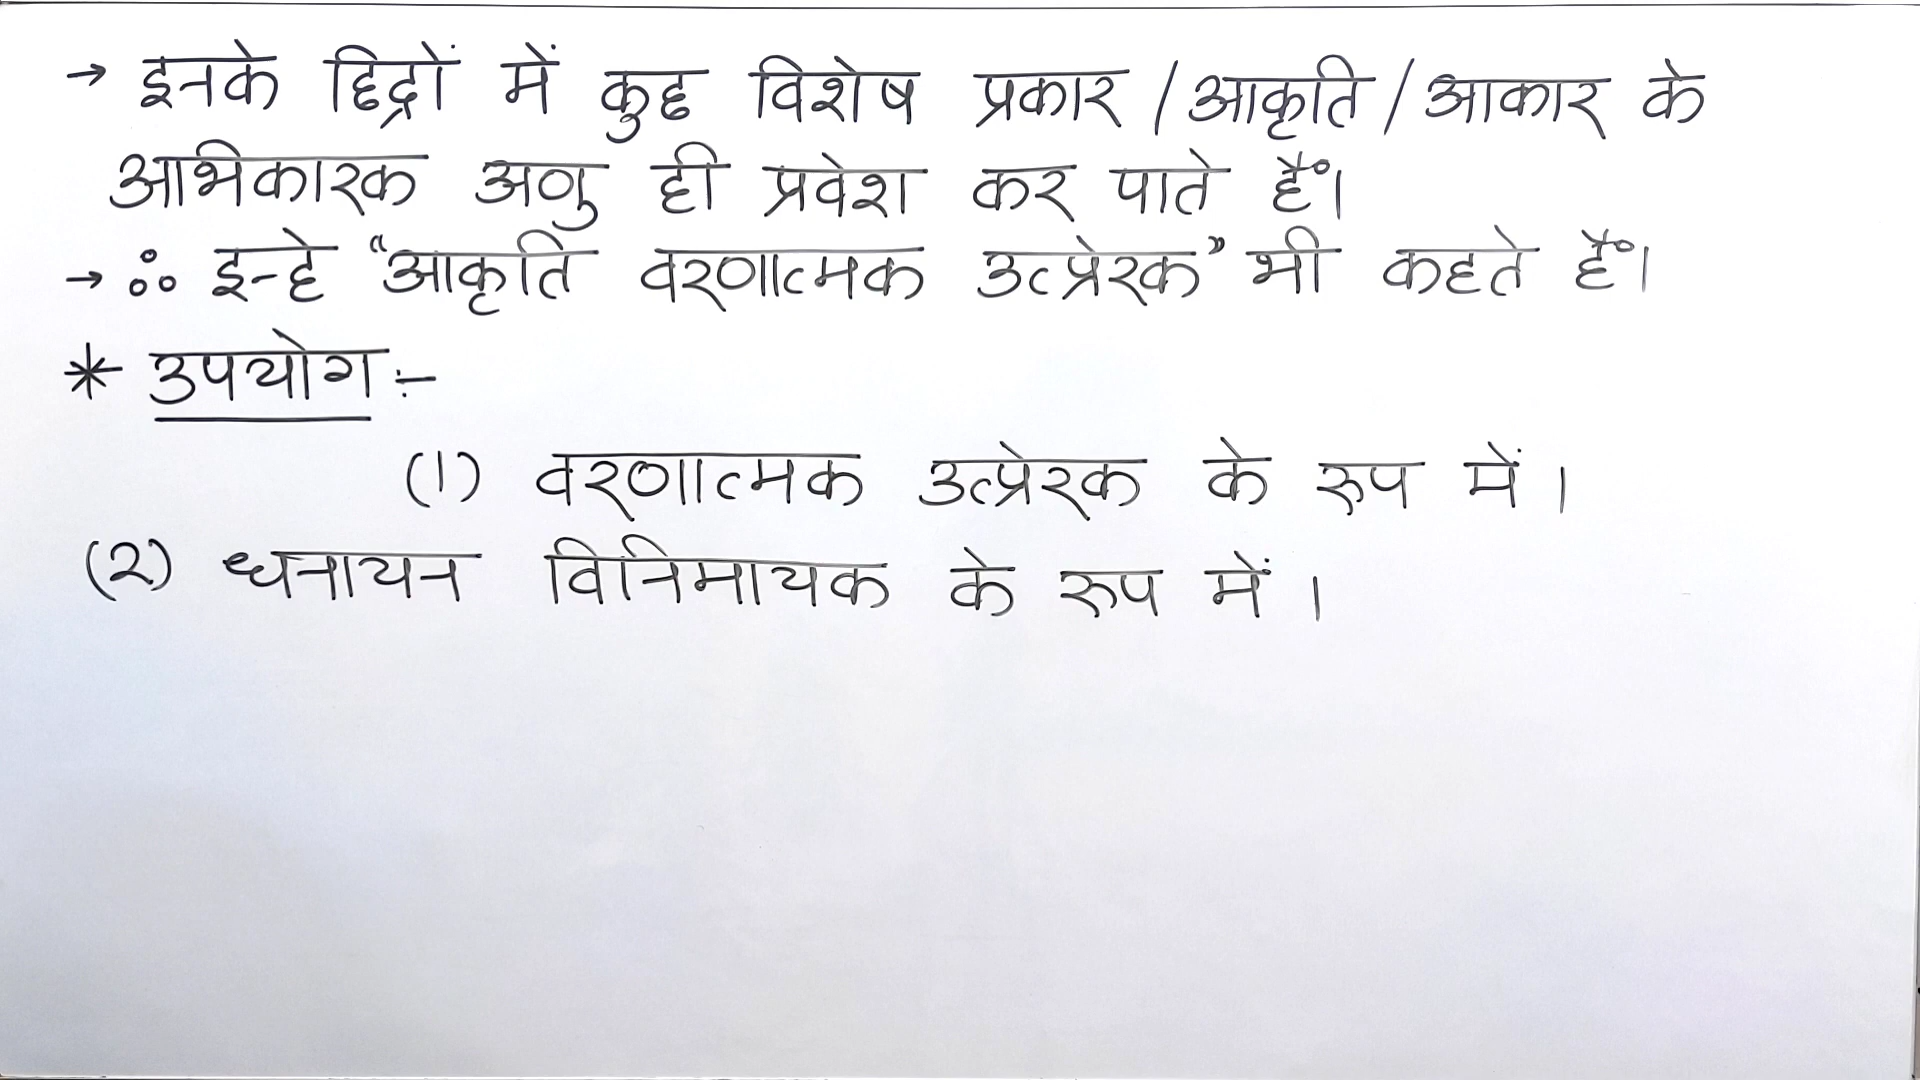 → इनके छिद्रों में कुछ विशेष प्रकार / आकृति / आकार के
अभिकारक अणु ही प्रवेश कर पाते हैं।
→ ∴ इन्हे “आकृति वरणात्मक उत्प्रेरक” भी कहते हैं।
* उपयोग :-
(1) वरणात्मक उत्प्रेरक के रूप में।
(2) धनायन विनिमायक के रूप में।